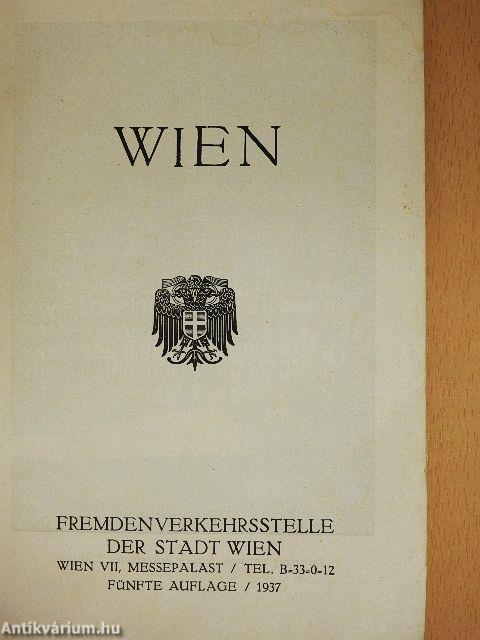 WIEN
FREMDENVERKEHRSSTELLE
DER STADT WIEN
WIEN VII, MESSEPALAST / TEL. B-33-0-12
FÜNFTE AUFLAGE / 1937
Antikvárium.hu